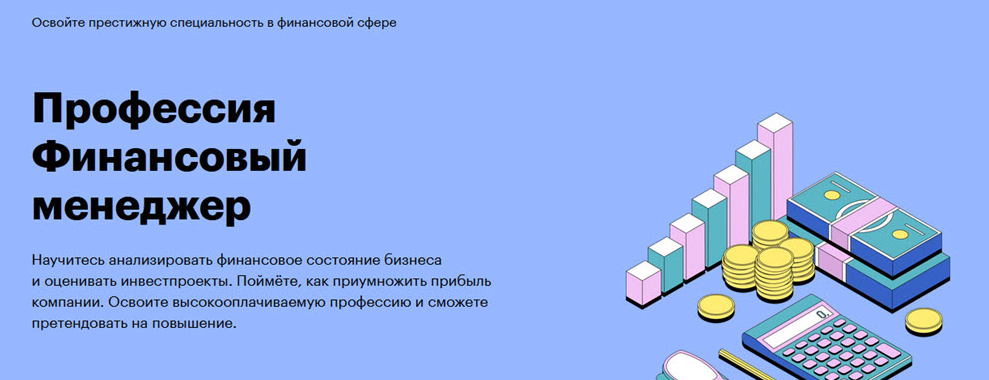 Освойте престижную специальность в финансовой сфере
Профессия
Финансовый
менеджер
Научитесь анализировать финансовое состояние бизнеса
и оценивать инвестпроекты. Поймёте, как приумножить прибыль
компании. Освоите высокооплачиваемую профессию и сможете
претендовать на повышение.
0.